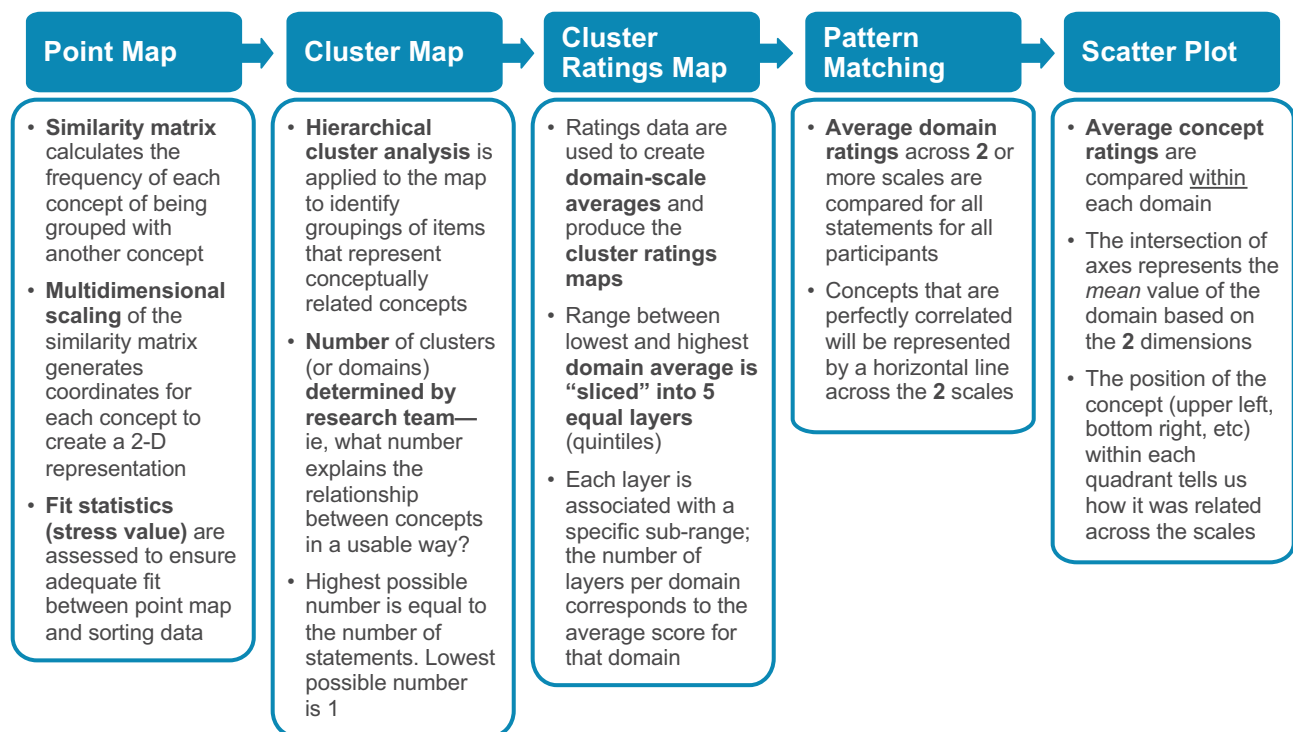 Point Map
• Similarity matrix
calculates the
frequency of each
concept of being
grouped with
another concept
• Multidimensional
scaling of the
similarity matrix
generates
coordinates for
each concept to
create a 2-D
representation
• Fit statistics
(stress value) are
assessed to ensure
adequate fit
between point map
and sorting data
Cluster Map
• Hierarchical
cluster analysis is
applied to the map
to identify
groupings of items
that represent
conceptually
related concepts
• Number of clusters
(or domains)
determined by
research team—
ie, what number
explains the
relationship
between concepts
in a usable way?
• Highest possible
number is equal to
the number of
statements. Lowest
possible number
is 1
Cluster
Ratings Map
• Ratings data are
used to create
domain-scale
averages and
produce the
cluster ratings
maps
• Range between
lowest and highest
domain average is
“sliced” into 5
equal layers
(quintiles)
• Each layer is
associated with a
specific sub-range;
the number of
layers per domain
corresponds to the
average score for
that domain
Pattern
Matching
• Average domain
ratings across 2 or
more scales are
compared for all
statements for all
participants
• Concepts that are
perfectly correlated
will be represented
by a horizontal line
across the 2 scales
Scatter Plot
• Average concept
ratings are
compared within
each domain
• The intersection of
axes represents the
mean value of the
domain based on
the 2 dimensions
• The position of the
concept (upper left,
bottom right, etc)
within each
quadrant tells us
how it was related
across the scales